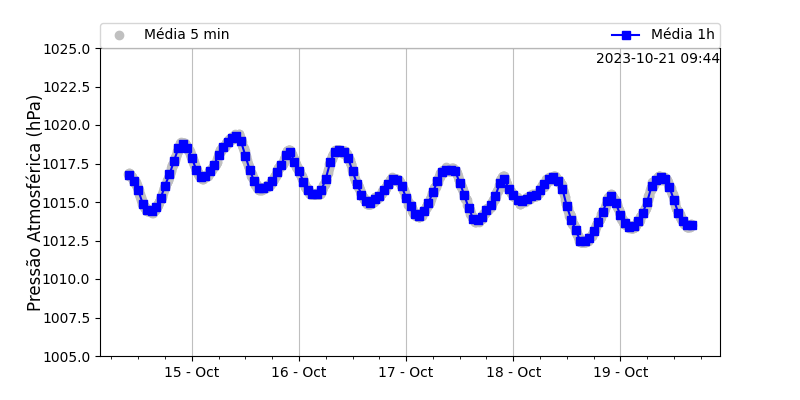 Média 5 min
Média 1h
2023-10-21 09:44
Pressão Atmosférica (hPa)
1025.0
1022.5
1020.0
1017.5
1015.0
1012.5
1010.0
1007.5
1005.0
15 - Oct
16 - Oct
17 - Oct
18 - Oct
19 - Oct